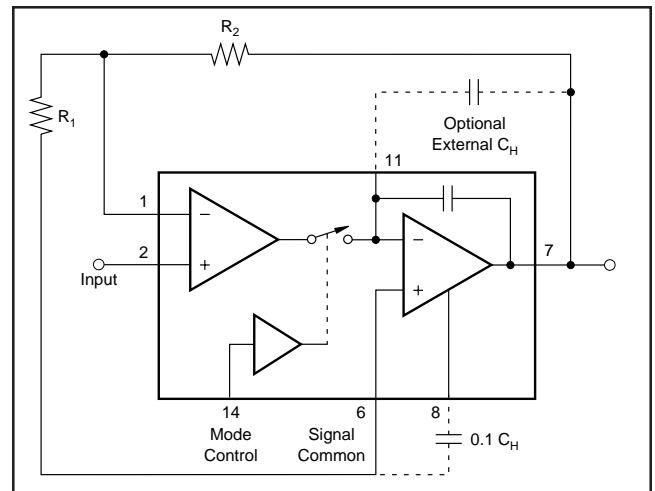 R2
R1
Optional
External CH
11
1
−
−
7
2
+
+
Input
14
6
8
0.1 CH
Mode
Control
Signal
Common